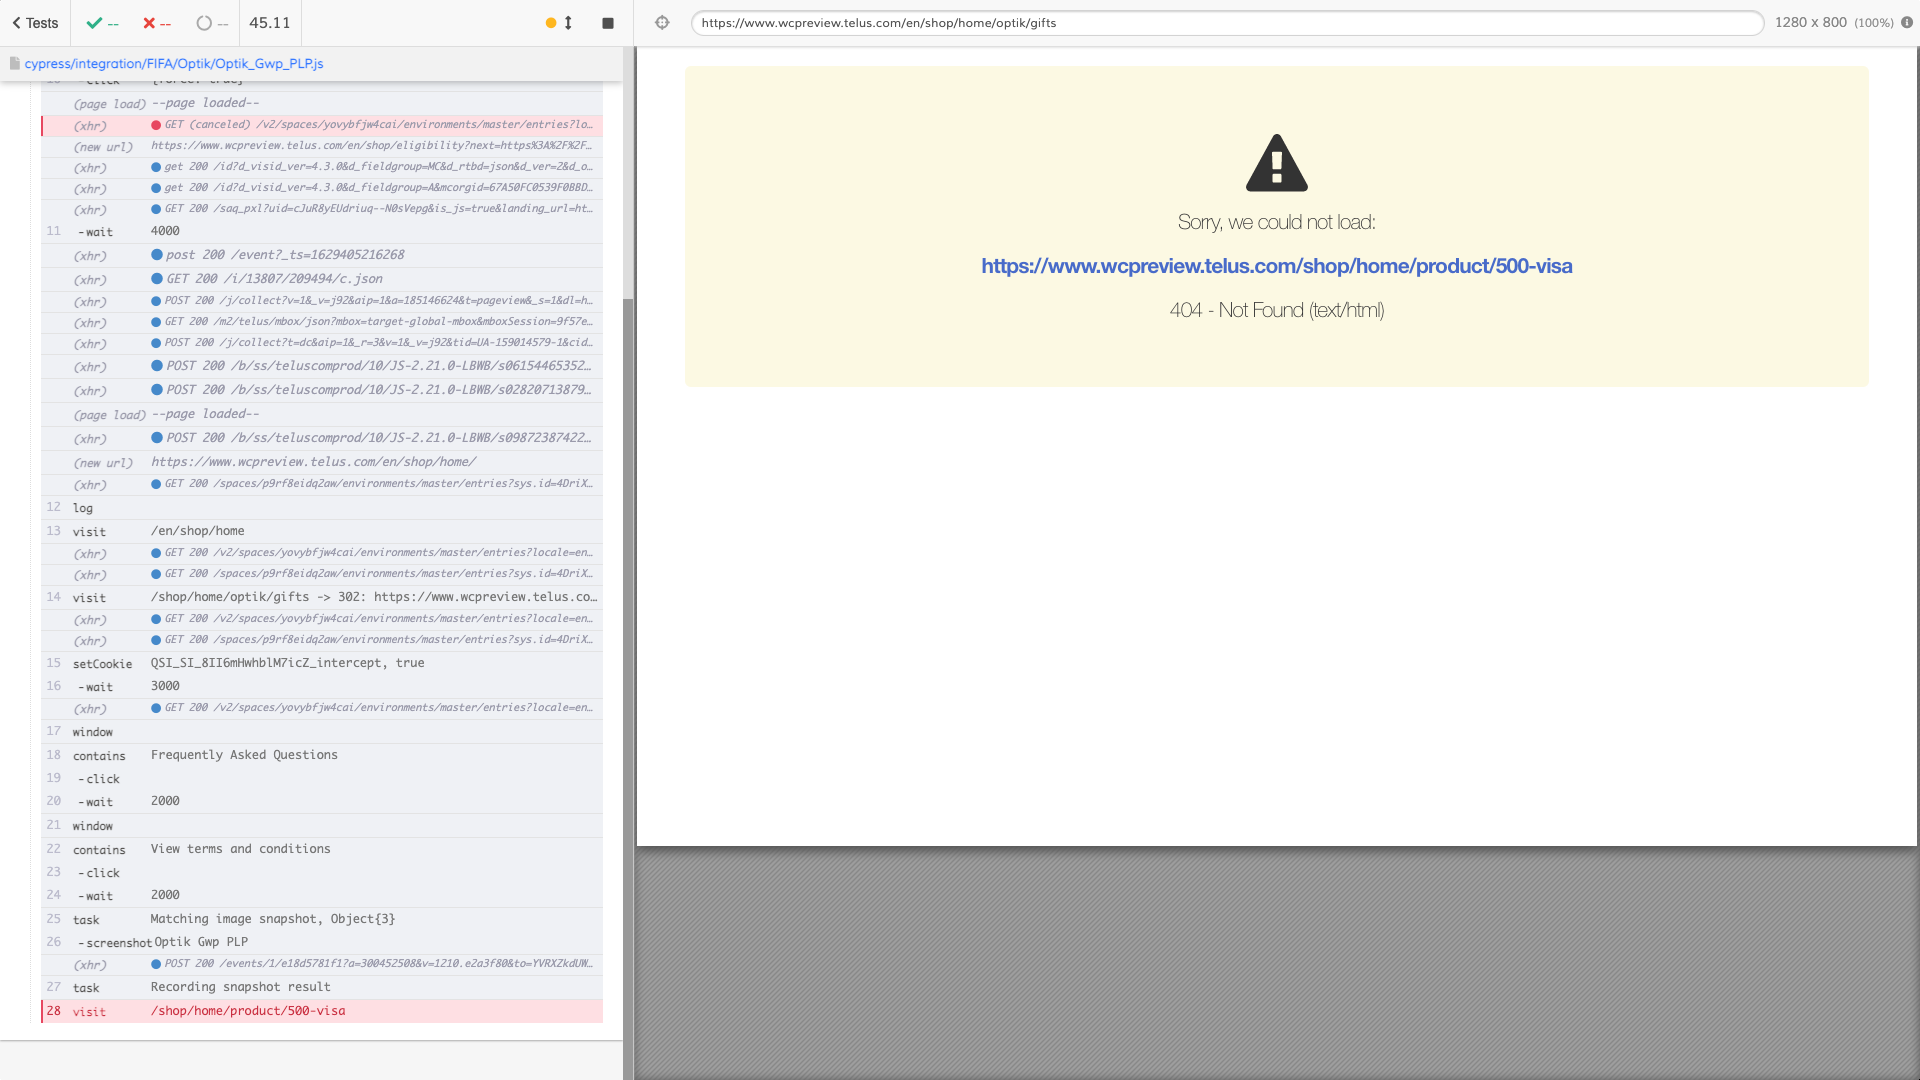 Tests
--
--
--
45.11
https://www.wcpreview.telus.com/en/shop/home/optik/gifts
1280 x 800 (100%)
cypress/integration/FIFA/Optik/Optik_Gwp_PLP.js
(page load) --page loaded--
(xhr) GET (canceled) /v2/spaces/yovybfjw4cai/environments/master/entries?lo…
(new url) https://www.wcpreview.telus.com/en/shop/eligibility?next=https%3A%2F%2F…
(xhr) get 200 /id?d_visid_ver=4.3.0&d_fieldgroup=MC&d_rtbd=json&d_ver=2&d_o…
(xhr) get 200 /id?d_visid_ver=4.3.0&d_fieldgroup=A&mcorgid=67A50FC0539F0BBD…
(xhr) GET 200 /saq_pxl?uid=cJuR8yEUdriuq--N0sVepg&is_js=true&landing_url=ht…
11 -wait 4000
(xhr) post 200 /event?_ts=1629405216268
(xhr) GET 200 /i/13807/209494/c.json
(xhr) POST 200 /j/collect?v=1&_v=j92&aip=1&a=185146624&t=pageview&_s=1&dl=h…
(xhr) GET 200 /m2/telus/mbox/json?mbox=target-global-mbox&mboxSession=9f57e…
(xhr) POST 200 /j/collect?t=dc&aip=1&_r=3&v=1&_v=j92&tid=UA-159014579-1&cid…
(xhr) POST 200 /b/ss/teluscomprod/10/JS-2.21.0-LBWB/s06154465352…
(xhr) POST 200 /b/ss/teluscomprod/10/JS-2.21.0-LBWB/s02820713879…
(page load) --page loaded--
(xhr) POST 200 /b/ss/teluscomprod/10/JS-2.21.0-LBWB/s09872387422…
(new url) https://www.wcpreview.telus.com/en/shop/home/
(xhr) GET 200 /spaces/p9rf8eidq2aw/environments/master/entries?sys.id=4DriX…
12 log
13 visit /en/shop/home
(xhr) GET 200 /v2/spaces/yovybfjw4cai/environments/master/entries?locale=en…
(xhr) GET 200 /spaces/p9rf8eidq2aw/environments/master/entries?sys.id=4DriX…
14 visit /shop/home/optik/gifts -> 302: https://www.wcpreview.telus.co…
(xhr) GET 200 /v2/spaces/yovybfjw4cai/environments/master/entries?locale=en…
(xhr) GET 200 /spaces/p9rf8eidq2aw/environments/master/entries?sys.id=4DriX…
15 setCookie QSI_SI_8II6mHwhblM7icZ_intercept, true
16 -wait 3000
(xhr) GET 200 /v2/spaces/yovybfjw4cai/environments/master/entries?locale=en…
17 window
18 contains Frequently Asked Questions
19 -click
20 -wait 2000
21 window
22 contains View terms and conditions
23 -click
24 -wait 2000
25 task Matching image snapshot, Object{3}
26 -screenshot Optik Gwp PLP
(xhr) POST 200 /events/1/e18d5781f1?a=300452508&v=1210.e2a3f80&to=YVRXZkdUW…
27 task Recording snapshot result
28 visit /shop/home/product/500-visa
Sorry, we could not load:
https://www.wcpreview.telus.com/shop/home/product/500-visa
404 - Not Found (text/html)